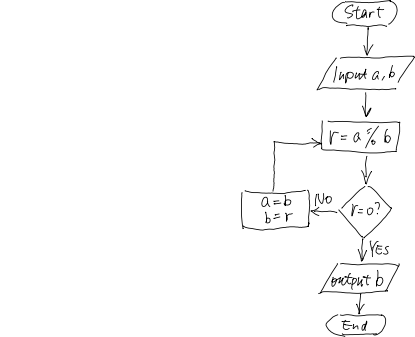 Start
Input a, b
r = a % b
r=0?
NO
a=b
b=r
YES
output b
End